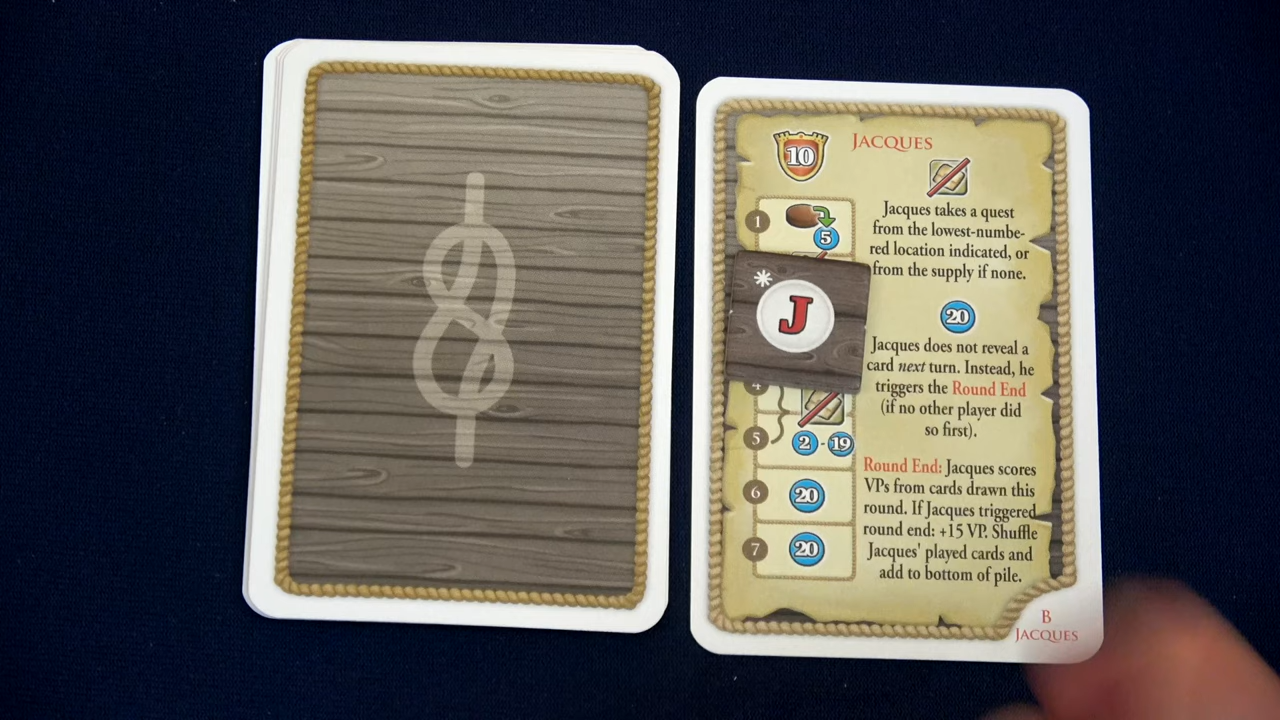 10
JACQUES
Jacques takes a quest
from the lowest-numbe-
red location indicated, or
from the supply if none.
1
5
* J
20
Jacques does not reveal a
card next turn. Instead, he
triggers the Round End
(if no other player did
so first).
4
5
2 - 19
6
20
7
20
Round End: Jacques scores
VPs from cards drawn this
round. If Jacques triggered
round end: +15 VP. Shuffle
Jacques' played cards and
add to bottom of pile.
B
JACQUES